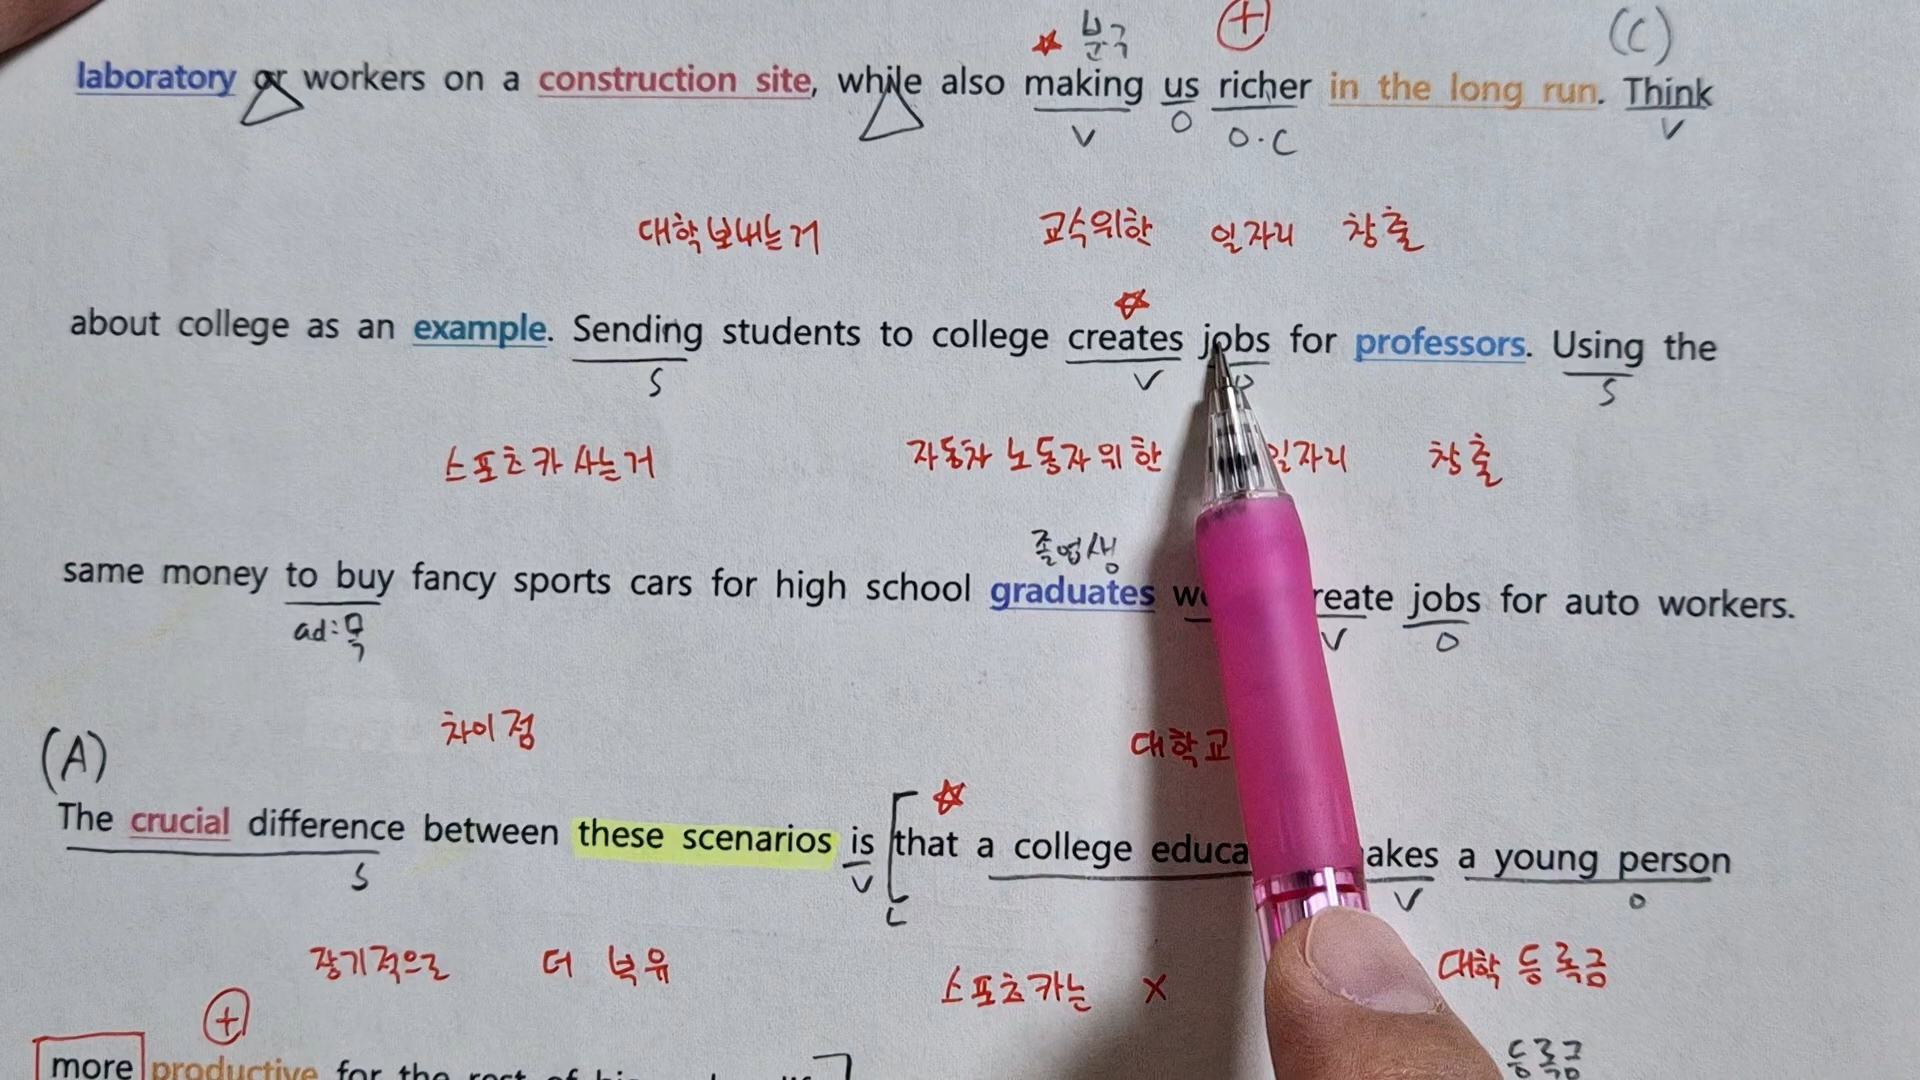 ★ 분구 ⊕ (C)
laboratory or workers on a construction site, while also making us richer in the long run. Think
V O O·C V
대학보내는거 교수위한 일자리 창출
☆
about college as an example. Sending students to college creates jobs for professors. Using the
S V S
스포츠카 사는거 자동차 노동자 위한 일자리 창출
졸업생
same money to buy fancy sports cars for high school graduates create jobs for auto workers.
ad:목 V O
(A) 차이점 대학교
☆
The crucial difference between these scenarios is [that a college a young person
S V C V O
장기적으로 더 부유 스포츠카는 X 대학 등록금
⊕ 등록금
more productive for the rest of